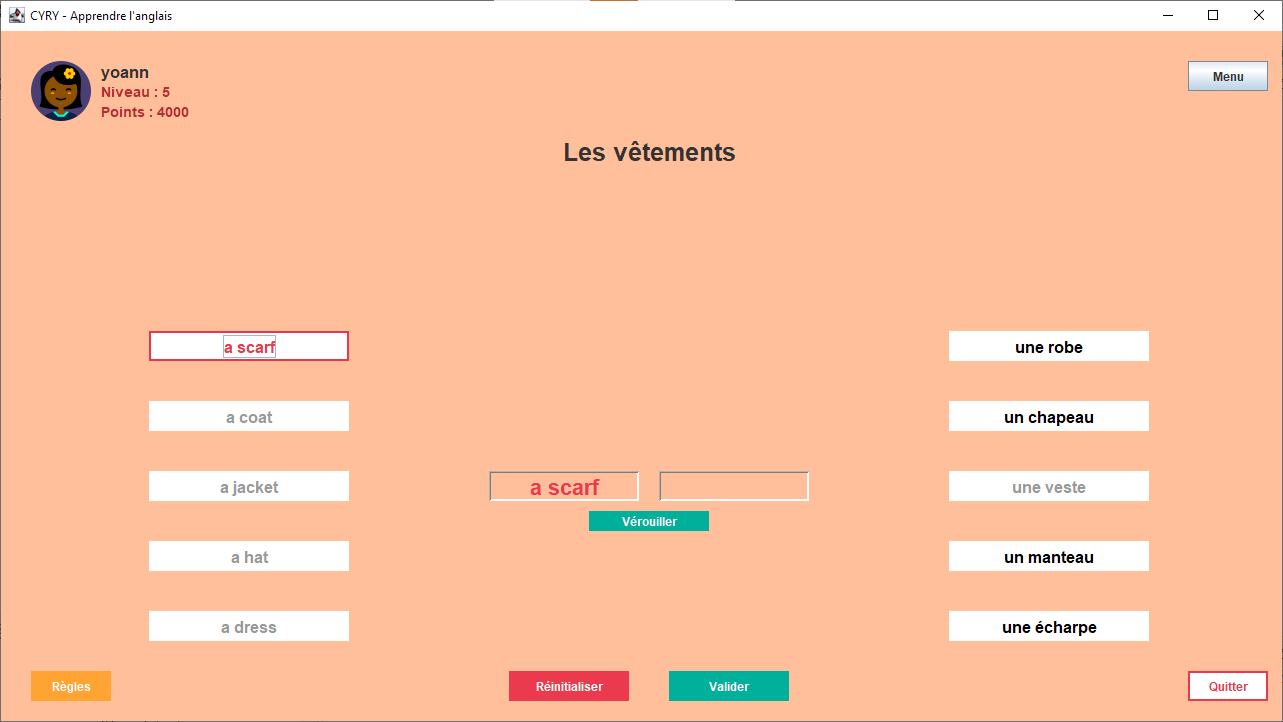 CYRY - Apprendre l'anglais
yoann
Niveau : 5
Points : 4000
Menu
Les vêtements
a scarf
une robe
a coat
un chapeau
a jacket
a scarf
une veste
Vérouiller
a hat
un manteau
a dress
une écharpe
Règles
Réinitialiser
Valider
Quitter